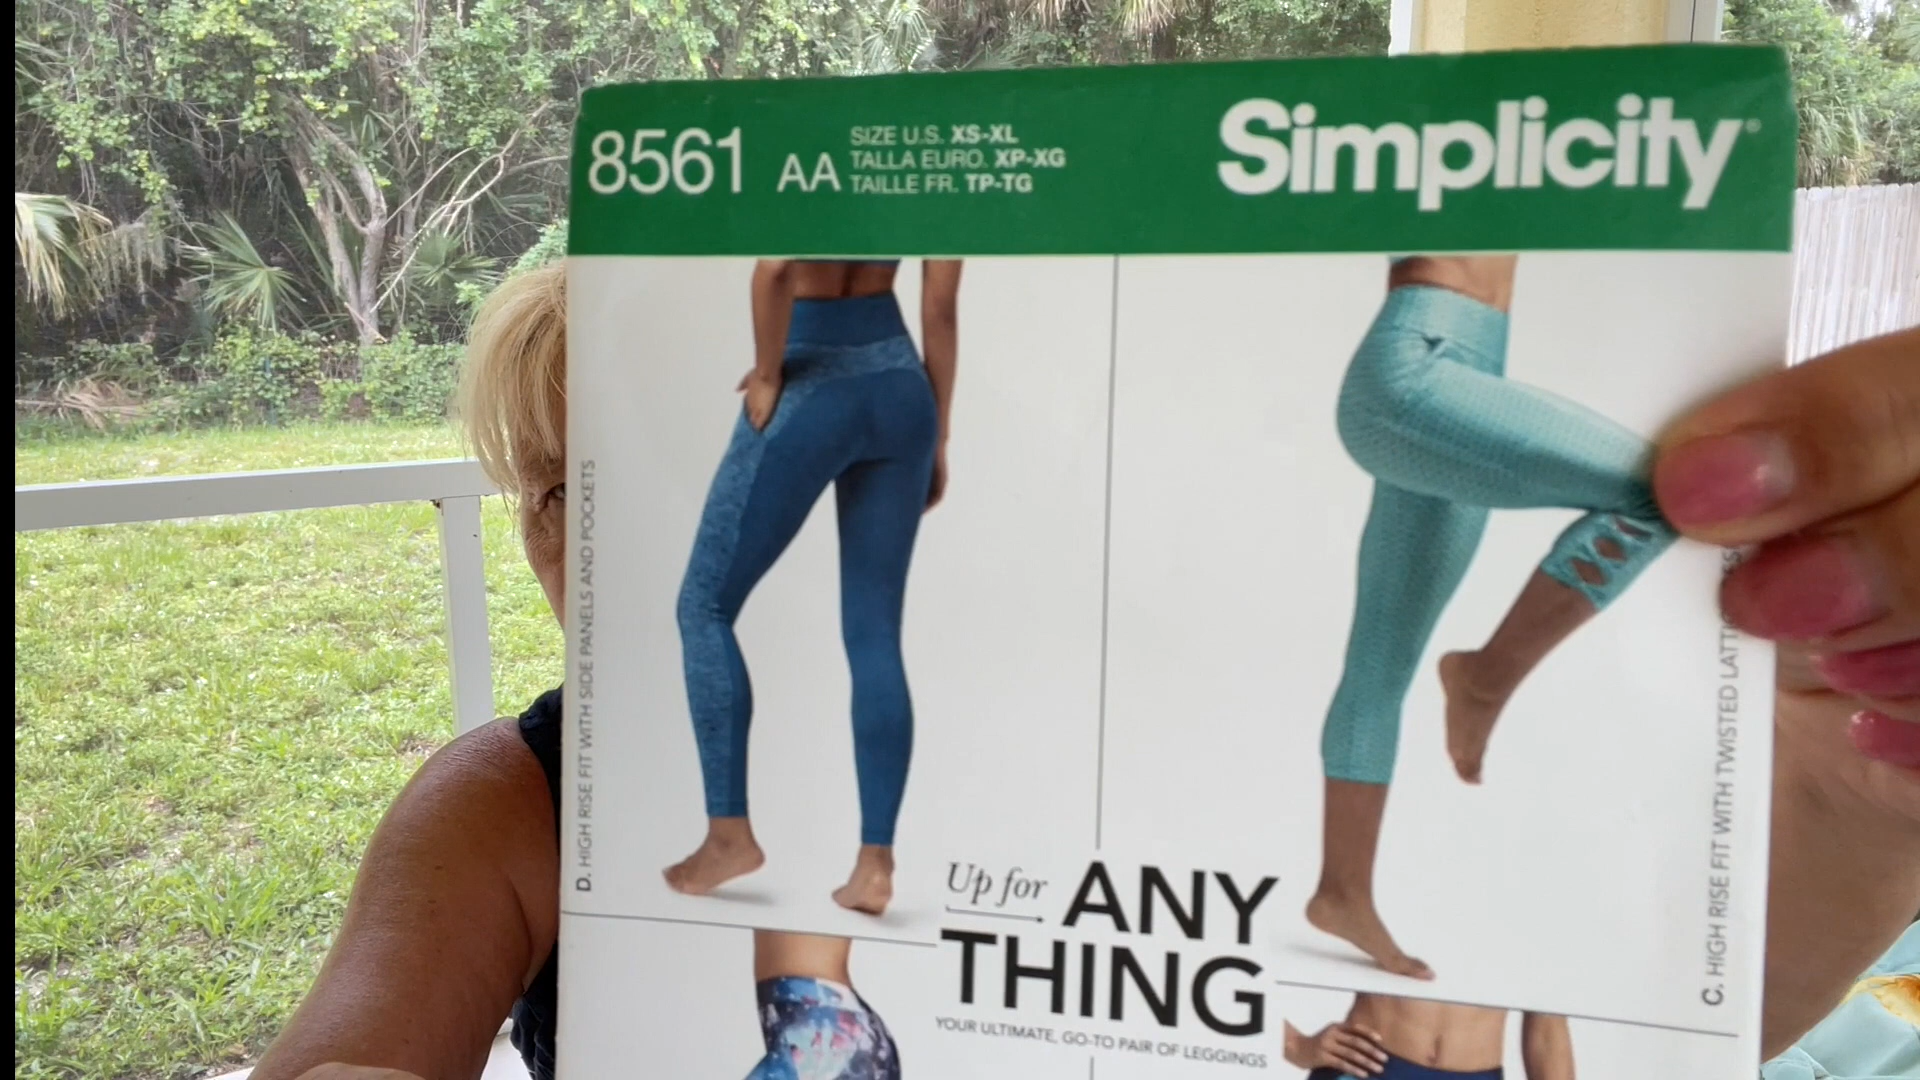 8561
AA
SIZE U.S. XS-XL
TALLA EURO. XP-XG
TAILLE FR. TP-TG
Simplicity
D. HIGH RISE FIT WITH SIDE PANELS AND POCKETS
C. HIGH RISE FIT WITH TWISTED
Up for ANY
THING
YOUR ULTIMATE, GO-TO PAIR OF LEGGINGS